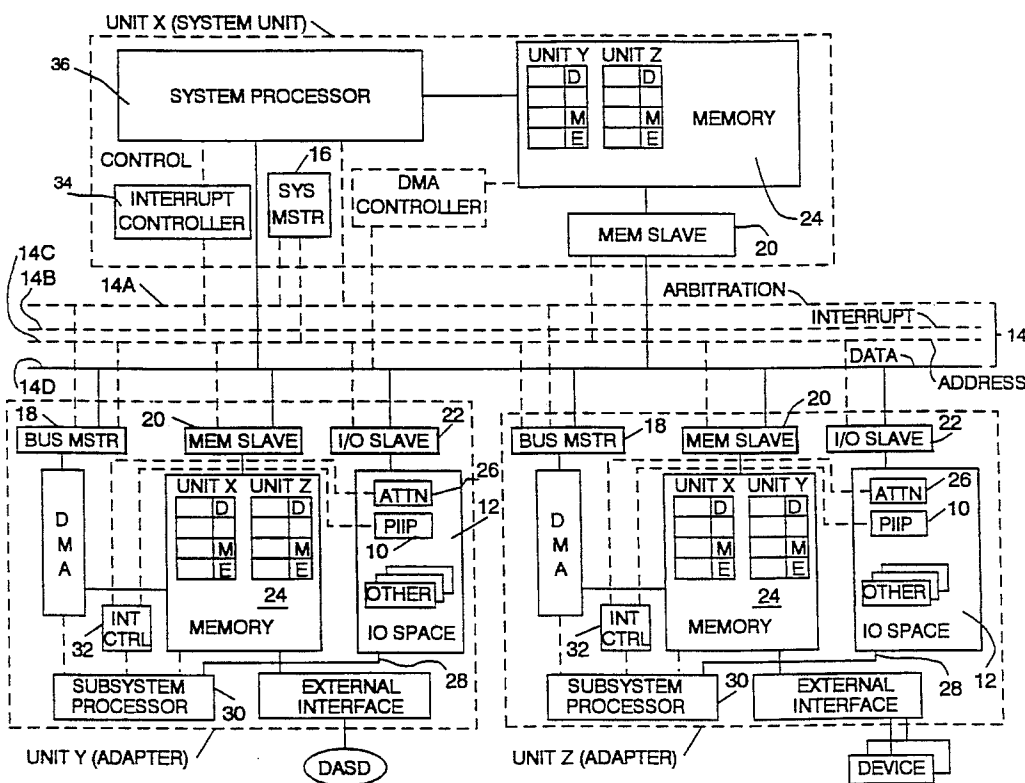 UNIT X (SYSTEM UNIT)
36
SYSTEM PROCESSOR
UNIT Y UNIT Z
D D
M M
E E
MEMORY
24
CONTROL
34
INTERRUPT
CONTROLLER
16
SYS
MSTR
DMA
CONTROLLER
MEM SLAVE
20
14C
14B
14A
ARBITRATION
INTERRUPT
14
DATA
14D
ADDRESS
18
BUS MSTR
20
MEM SLAVE
22
I/O SLAVE
26
ATTN
12
PIIP
10
OTHER
IO SPACE
DMA
UNIT X UNIT Z
D D
M M
E E
24
MEMORY
32
INT
CTRL
28
SUBSYSTEM
PROCESSOR
30
EXTERNAL
INTERFACE
UNIT Y (ADAPTER)
DASD
BUS MSTR
18
MEM SLAVE
20
I/O SLAVE
22
26
ATTN
10
PIIP
OTHER
IO SPACE
DMA
UNIT X UNIT Y
D D
M M
E E
24
MEMORY
32
INT
CTRL
28
12
SUBSYSTEM
PROCESSOR
30
EXTERNAL
INTERFACE
UNIT Z (ADAPTER)
DEVICE